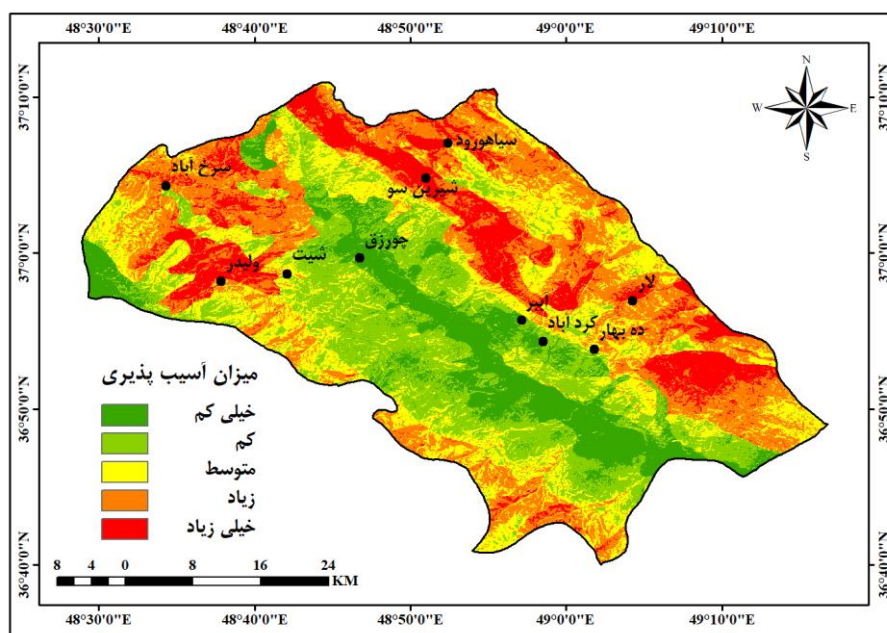 48°30'0"E 48°40'0"E 48°50'0"E 49°0'0"E 49°10'0"E
37°10'0"N 37°10'0"N
N
W E
S
سیاهورود
سرخ آباد
شیرین سو
37°0'0"N 37°0'0"N
چورزق
شیت
ولیدر
لار
آببر
گرد آباد
ده بهار
میزان آسیب پذیری
خیلی کم
کم
متوسط
زیاد
خیلی زیاد
36°50'0"N 36°50'0"N
36°40'0"N 36°40'0"N
8 4 0 8 16 24
KM
48°30'0"E 48°40'0"E 48°50'0"E 49°0'0"E 49°10'0"E